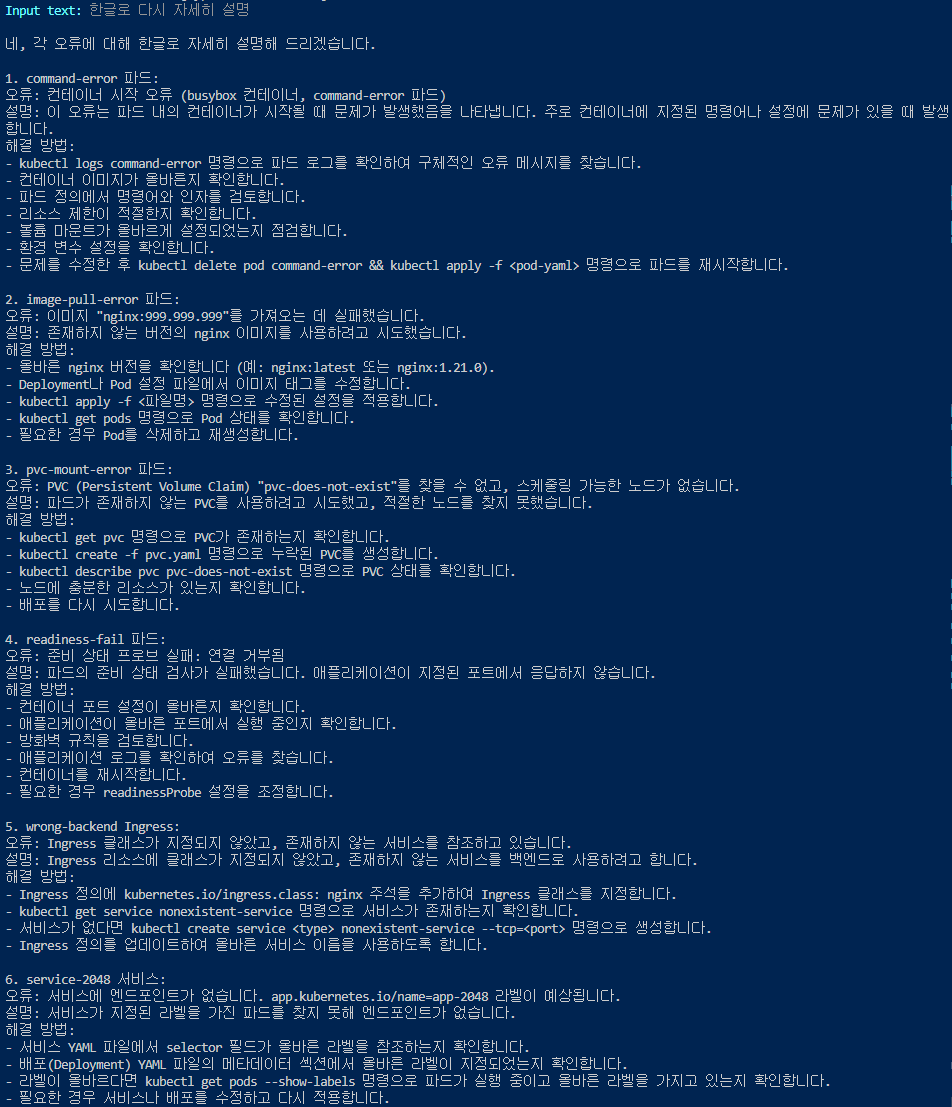 Input text: 한글로 다시 자세히 설명
네, 각 오류에 대해 한글로 자세히 설명해 드리겠습니다.
1. command-error 파드:
오류: 컨테이너 시작 오류 (busybox 컨테이너, command-error 파드)
설명: 이 오류는 파드 내의 컨테이너가 시작될 때 문제가 발생했음을 나타냅니다. 주로 컨테이너에 지정된 명령어나 설정에 문제가 있을 때 발생
합니다.
해결 방법:
- kubectl logs command-error 명령으로 파드 로그를 확인하여 구체적인 오류 메시지를 찾습니다.
- 컨테이너 이미지가 올바른지 확인합니다.
- 파드 정의에서 명령어와 인자를 검토합니다.
- 리소스 제한이 적절한지 확인합니다.
- 볼륨 마운트가 올바르게 설정되었는지 점검합니다.
- 환경 변수 설정을 확인합니다.
- 문제를 수정한 후 kubectl delete pod command-error && kubectl apply -f <pod-yaml> 명령으로 파드를 재시작합니다.
2. image-pull-error 파드:
오류: 이미지 "nginx:999.999.999"를 가져오는 데 실패했습니다.
설명: 존재하지 않는 버전의 nginx 이미지를 사용하려고 시도했습니다.
해결 방법:
- 올바른 nginx 버전을 확인합니다 (예: nginx:latest 또는 nginx:1.21.0).
- Deployment나 Pod 설정 파일에서 이미지 태그를 수정합니다.
- kubectl apply -f <파일명> 명령으로 수정된 설정을 적용합니다.
- kubectl get pods 명령으로 Pod 상태를 확인합니다.
- 필요한 경우 Pod를 삭제하고 재생성합니다.
3. pvc-mount-error 파드:
오류: PVC (Persistent Volume Claim) "pvc-does-not-exist"를 찾을 수 없고, 스케줄링 가능한 노드가 없습니다.
설명: 파드가 존재하지 않는 PVC를 사용하려고 시도했고, 적절한 노드를 찾지 못했습니다.
해결 방법:
- kubectl get pvc 명령으로 PVC가 존재하는지 확인합니다.
- kubectl create -f pvc.yaml 명령으로 누락된 PVC를 생성합니다.
- kubectl describe pvc pvc-does-not-exist 명령으로 PVC 상태를 확인합니다.
- 노드에 충분한 리소스가 있는지 확인합니다.
- 배포를 다시 시도합니다.
4. readiness-fail 파드:
오류: 준비 상태 프로브 실패: 연결 거부됨
설명: 파드의 준비 상태 검사가 실패했습니다. 애플리케이션이 지정된 포트에서 응답하지 않습니다.
해결 방법:
- 컨테이너 포트 설정이 올바른지 확인합니다.
- 애플리케이션이 올바른 포트에서 실행 중인지 확인합니다.
- 방화벽 규칙을 검토합니다.
- 애플리케이션 로그를 확인하여 오류를 찾습니다.
- 컨테이너를 재시작합니다.
- 필요한 경우 readinessProbe 설정을 조정합니다.
5. wrong-backend Ingress:
오류: Ingress 클래스가 지정되지 않았고, 존재하지 않는 서비스를 참조하고 있습니다.
설명: Ingress 리소스에 클래스가 지정되지 않았고, 존재하지 않는 서비스를 백엔드로 사용하려고 합니다.
해결 방법:
- Ingress 정의에 kubernetes.io/ingress.class: nginx 주석을 추가하여 Ingress 클래스를 지정합니다.
- kubectl get service nonexistent-service 명령으로 서비스가 존재하는지 확인합니다.
- 서비스가 없다면 kubectl create service <type> nonexistent-service --tcp=<port> 명령으로 생성합니다.
- Ingress 정의를 업데이트하여 올바른 서비스 이름을 사용하도록 합니다.
6. service-2048 서비스:
오류: 서비스에 엔드포인트가 없습니다. app.kubernetes.io/name=app-2048 라벨이 예상됩니다.
설명: 서비스가 지정된 라벨을 가진 파드를 찾지 못해 엔드포인트가 없습니다.
해결 방법:
- 서비스 YAML 파일에서 selector 필드가 올바른 라벨을 참조하는지 확인합니다.
- 배포(Deployment) YAML 파일의 메타데이터 섹션에서 올바른 라벨이 지정되었는지 확인합니다.
- 라벨이 올바르다면 kubectl get pods --show-labels 명령으로 파드가 실행 중이고 올바른 라벨을 가지고 있는지 확인합니다.
- 필요한 경우 서비스나 배포를 수정하고 다시 적용합니다.